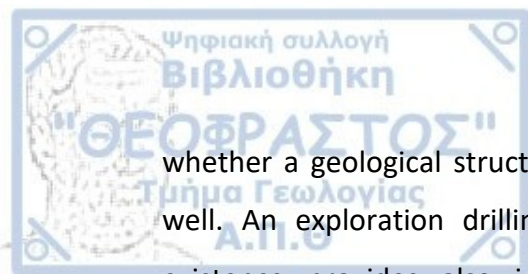 Ψηφιακή συλλογή
Βιβλιοθήκη
"ΘΕΟΦΡΑΣΤΟΣ"
whether a geological struct
Τμήμα Γεωλογίας
well. An exploration drillin
Α.Π.Θ